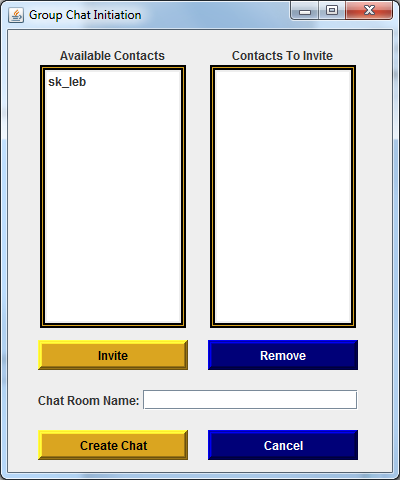 Group Chat Initiation
Available Contacts
Contacts To Invite
sk_leb
Invite
Remove
Chat Room Name:
Create Chat
Cancel